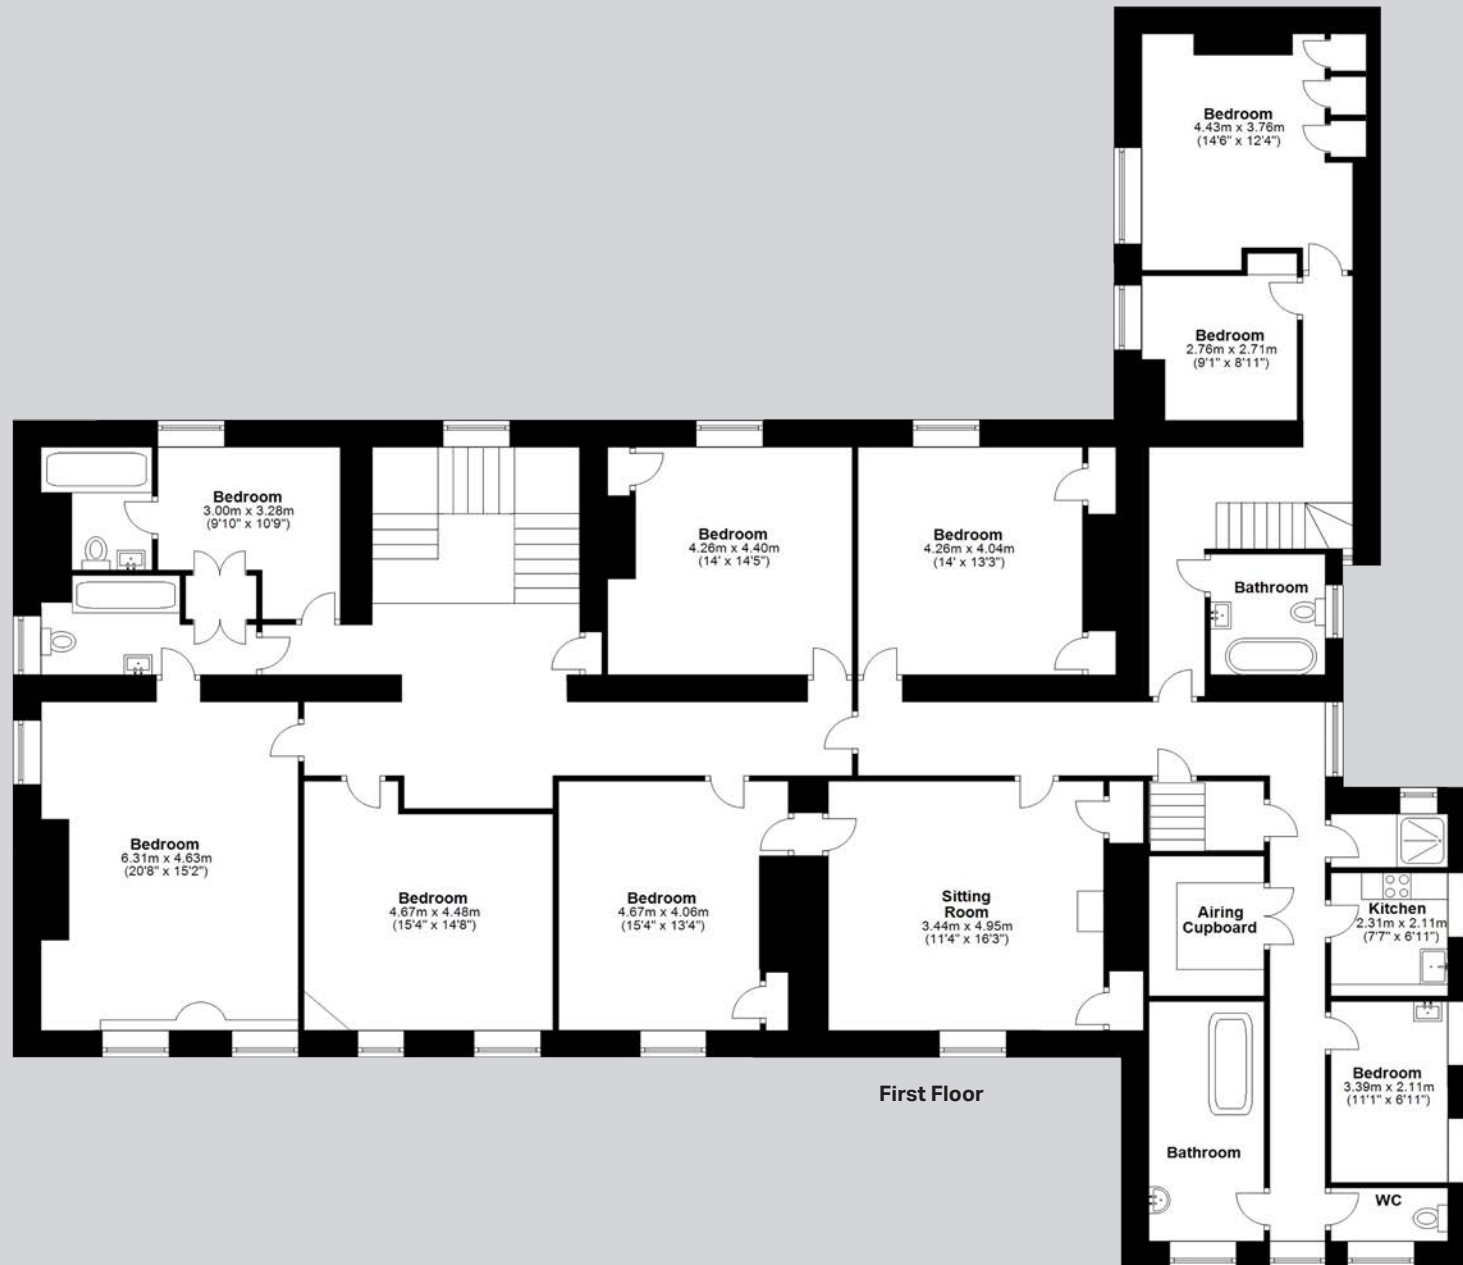 Bedroom
4.43m x 3.76m
(14'6" x 12'4")
Bedroom
2.76m x 2.71m
(9'1" x 8'11")
Bedroom
3.00m x 3.28m
(9'10" x 10'9")
Bedroom
4.26m x 4.40m
(14' x 14'5")
Bedroom
4.26m x 4.04m
(14' x 13'3")
Bathroom
Bedroom
6.31m x 4.63m
(20'8" x 15'2")
Bedroom
4.67m x 4.48m
(15'4" x 14'8")
Bedroom
4.67m x 4.06m
(15'4" x 13'4")
Sitting
Room
3.44m x 4.95m
(11'4" x 16'3")
Airing
Cupboard
Kitchen
2.31m x 2.11m
(7'7" x 6'11")
Bedroom
3.39m x 2.11m
(11'1" x 6'11")
Bathroom
WC
First Floor